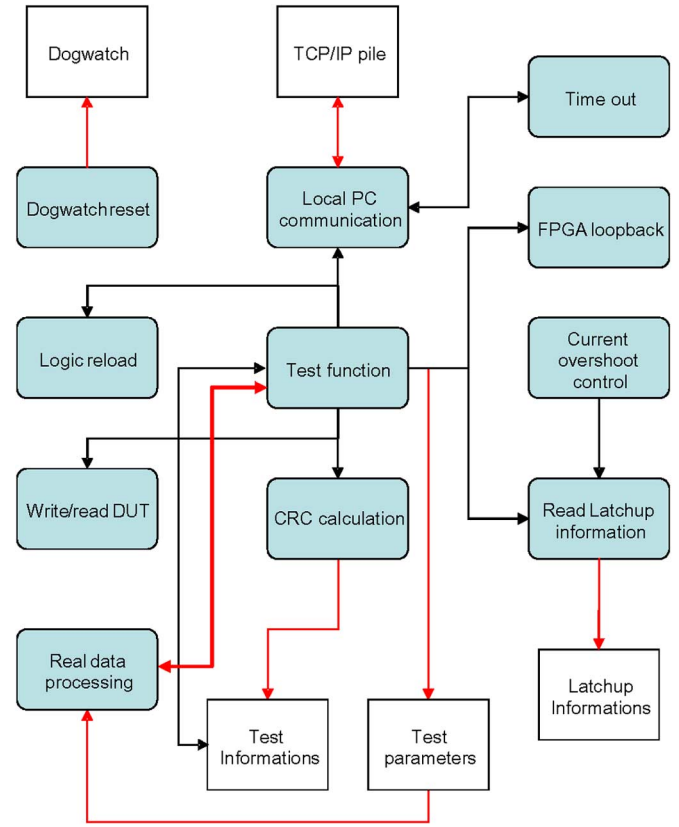 Dogwatch
TCP/IP pile
Time out
Dogwatch reset
Local PC
communication
FPGA loopback
Logic reload
Test function
Current
overshoot
control
Write/read DUT
CRC calculation
Read Latchup
information
Real data
processing
Test
Informations
Test
parameters
Latchup
Informations